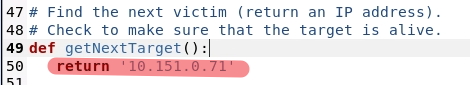 47 # Find the next victim (return an IP address).
48 # Check to make sure that the target is alive.
49 def getNextTarget():
50 return '10.151.0.71'
51